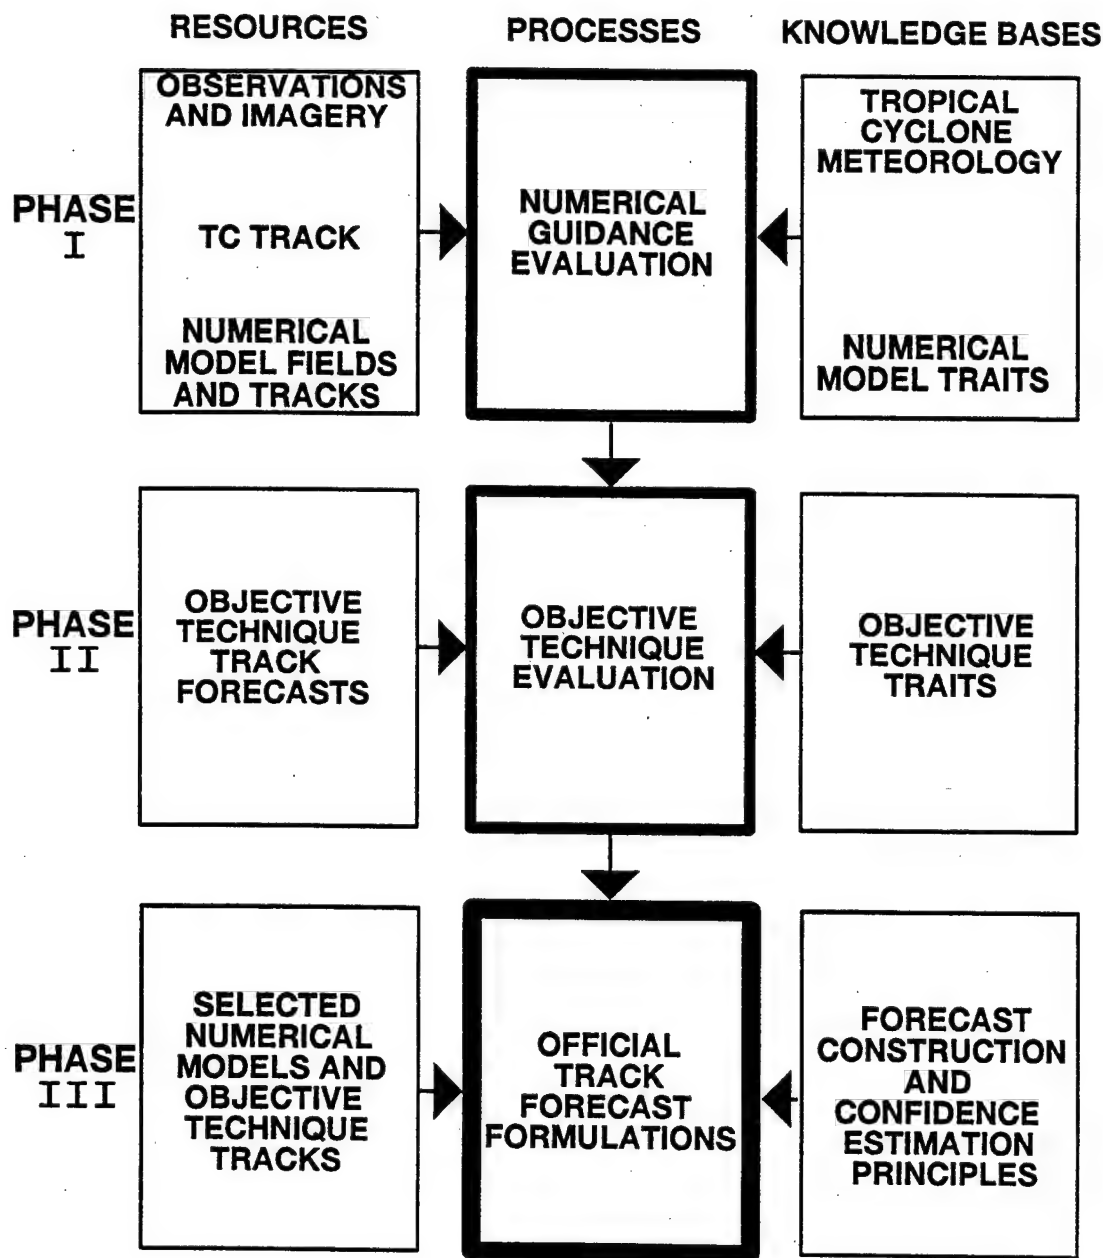 RESOURCES
PROCESSES
KNOWLEDGE BASES
PHASE
I
OBSERVATIONS
AND IMAGERY
TC TRACK
NUMERICAL
MODEL FIELDS
AND TRACKS
NUMERICAL
GUIDANCE
EVALUATION
TROPICAL
CYCLONE
METEOROLOGY
NUMERICAL
MODEL TRAITS
PHASE
II
OBJECTIVE
TECHNIQUE
TRACK
FORECASTS
OBJECTIVE
TECHNIQUE
EVALUATION
OBJECTIVE
TECHNIQUE
TRAITS
PHASE
III
SELECTED
NUMERICAL
MODELS AND
OBJECTIVE
TECHNIQUE
TRACKS
OFFICIAL
TRACK
FORECAST
FORMULATIONS
FORECAST
CONSTRUCTION
AND
CONFIDENCE
ESTIMATION
PRINCIPLES